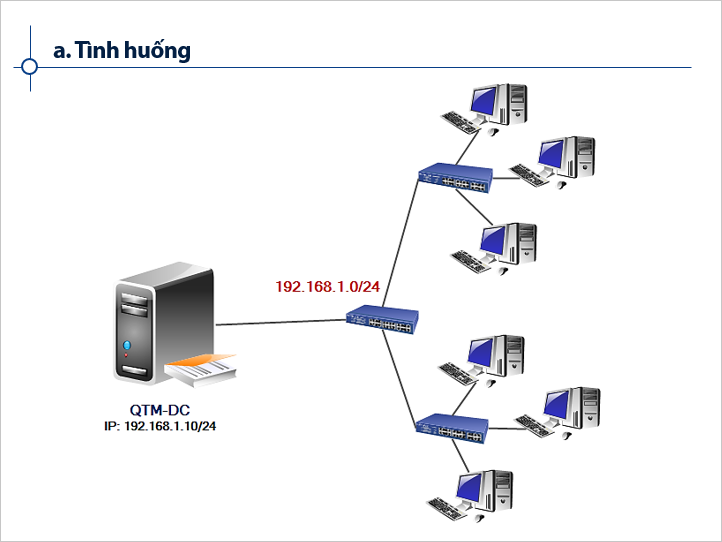 a. Tình huống
192.168.1.0/24
QTM-DC
IP: 192.168.1.10/24